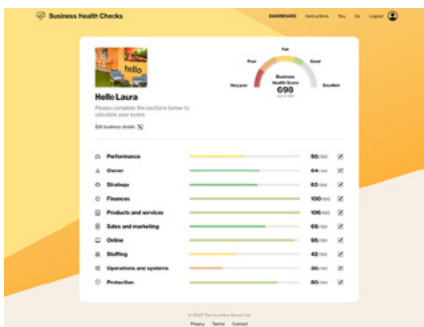 Business Health Checks
DASHBOARD Instructions You Us Logout
hello
Hello Laura
Please complete the sections below to
calculate your score
Edit business details
Fair
Poor
Good
Very poor
Excellent
Business
Health Score
698
Performance 50/100
Owner 64/100
Strategy 62/100
Finances 100/100
Products and services 100/100
Sales and marketing 69/100
Online 95/100
Staffing 42/100
Operations and systems 30/100
Protection 80/100
Privacy Terms Contact